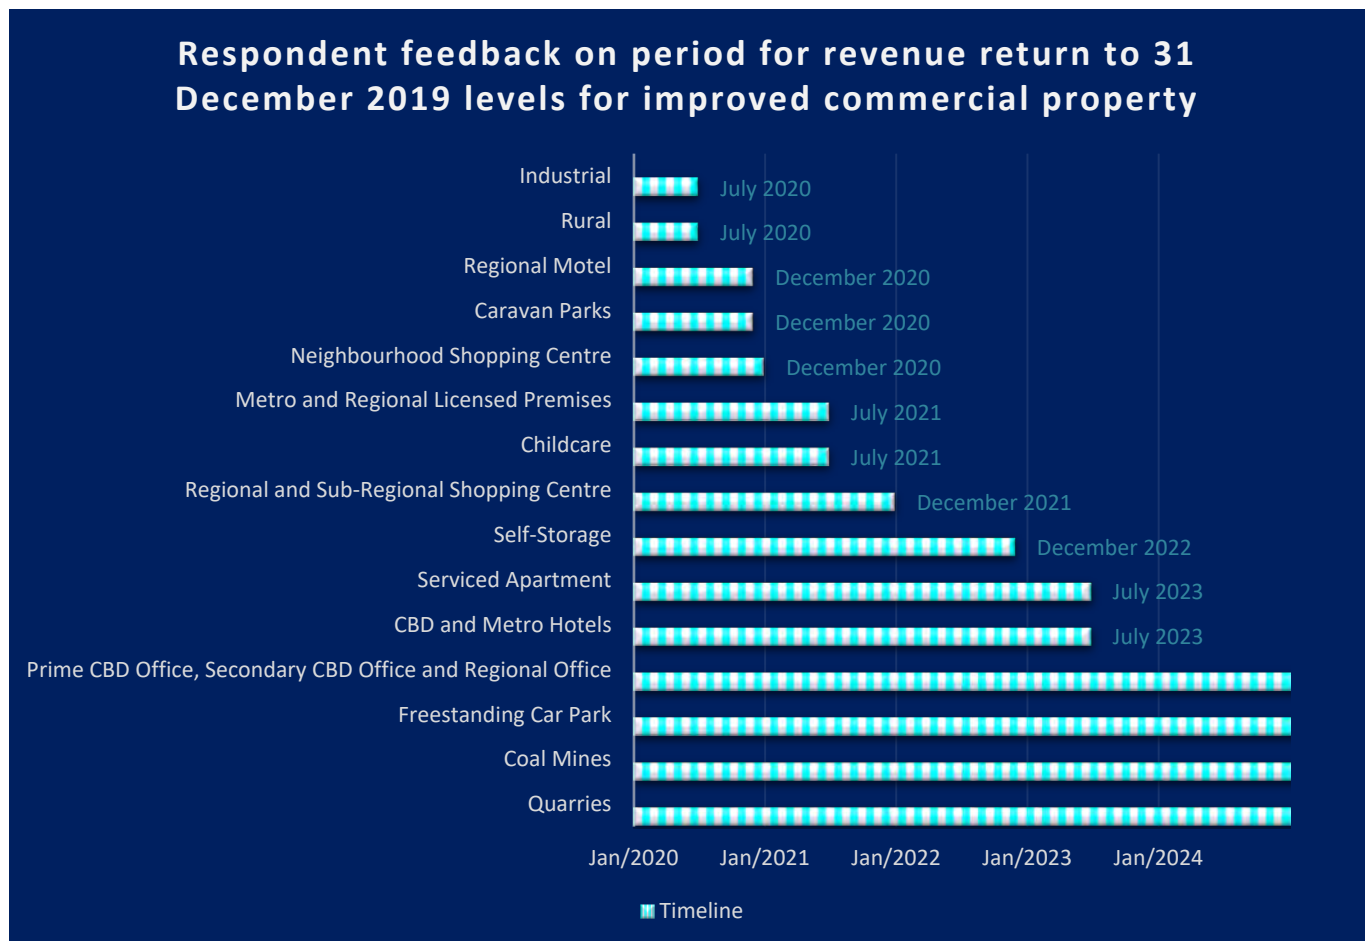 Respondent feedback on period for revenue return to 31
December 2019 levels for improved commercial property
Industrial
July 2020
Rural
July 2020
Regional Motel
December 2020
Caravan Parks
December 2020
Neighbourhood Shopping Centre
December 2020
Metro and Regional Licensed Premises
July 2021
Childcare
July 2021
Regional and Sub-Regional Shopping Centre
December 2021
Self-Storage
December 2022
Serviced Apartment
July 2023
CBD and Metro Hotels
July 2023
Prime CBD Office, Secondary CBD Office and Regional Office
Freestanding Car Park
Coal Mines
Quarries
Jan/2020 Jan/2021 Jan/2022 Jan/2023 Jan/2024
Timeline